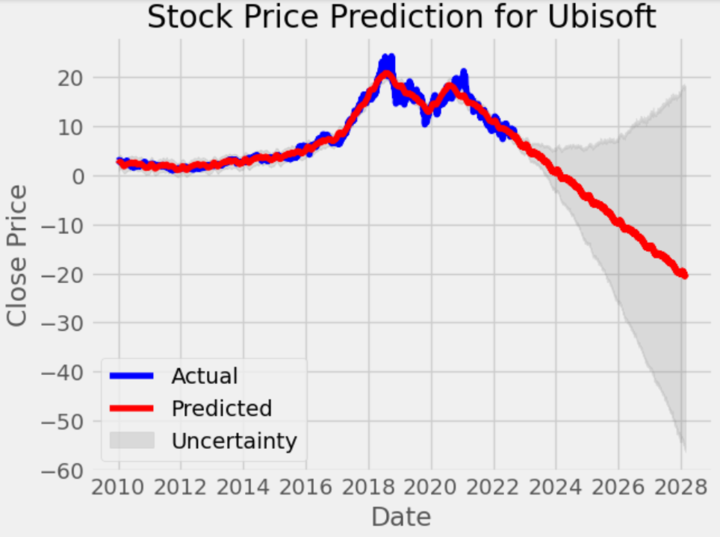 Stock Price Prediction for Ubisoft
Close Price
20
10
0
−10
−20
−30
−40
−50
−60
Actual
Predicted
Uncertainty
2010 2012 2014 2016 2018 2020 2022 2024 2026 2028
Date